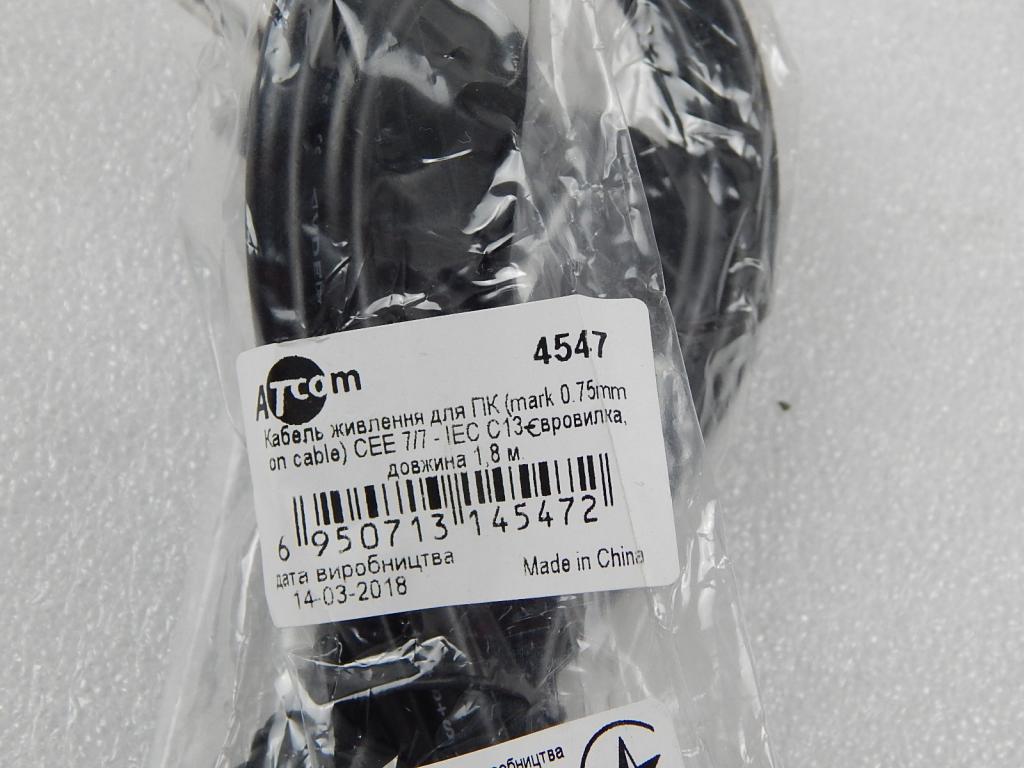 ATcom
4547
Кабель живлення для ПК (mark 0.75mm
on cable) CEE 7/7 - IEC C13€вровилка,
довжина 1,8 м.
6 950713 145472
дата виробництва
14-03-2018
Made in China